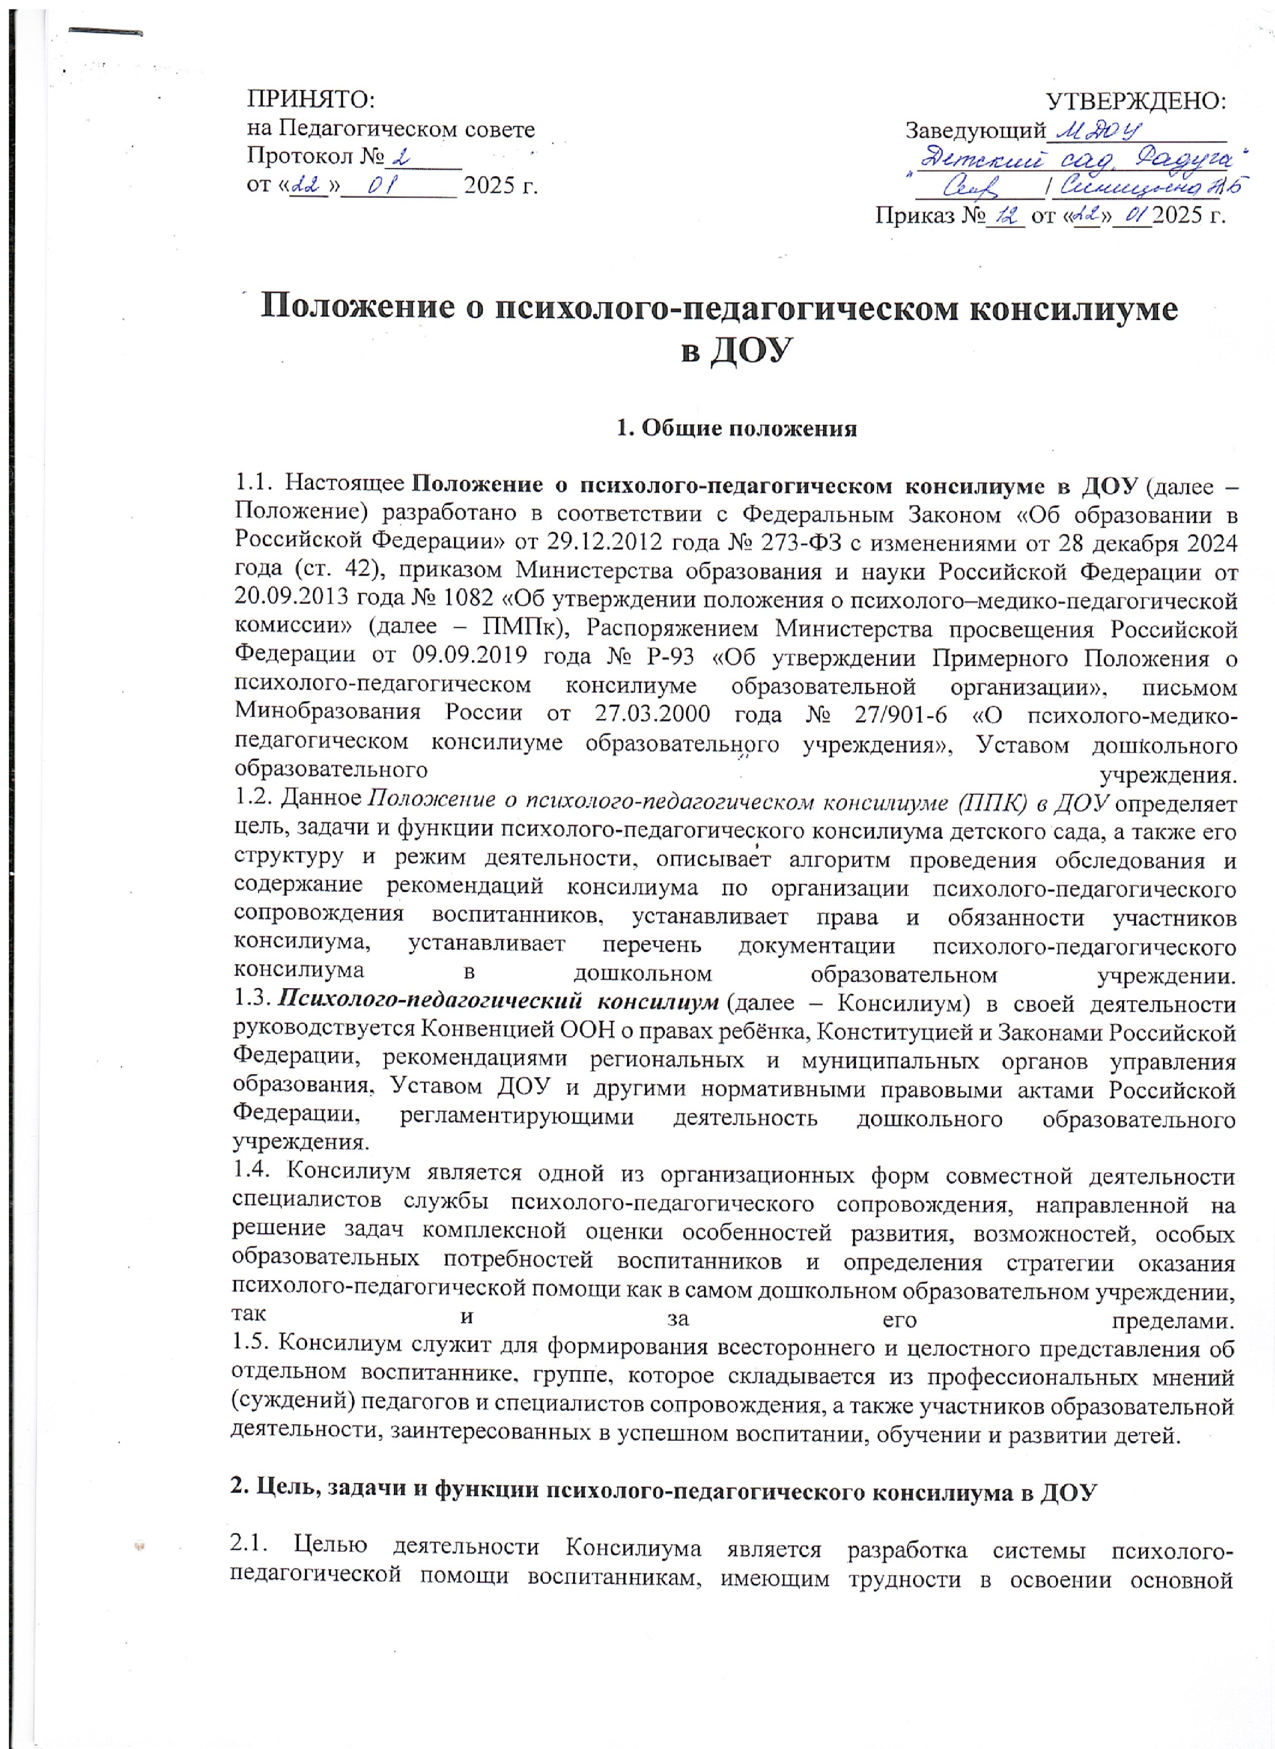 ПРИНЯТО:
на Педагогическом совете
Протокол № 2
от «22» 01 2025 г.
УТВЕРЖДЕНО:
Заведующий МДОУ
"Детский сад Радуга"
/ Синицына
Приказ № 12 от «22» 01 2025 г.
Положение о психолого-педагогическом консилиуме
в ДОУ
1. Общие положения
1.1. Настоящее Положение о психолого-педагогическом консилиуме в ДОУ (далее –
Положение) разработано в соответствии с Федеральным Законом «Об образовании в
Российской Федерации» от 29.12.2012 года № 273-ФЗ с изменениями от 28 декабря 2024
года (ст. 42), приказом Министерства образования и науки Российской Федерации от
20.09.2013 года № 1082 «Об утверждении положения о психолого–медико-педагогической
комиссии» (далее – ПМПк), Распоряжением Министерства просвещения Российской
Федерации от 09.09.2019 года № Р-93 «Об утверждении Примерного Положения о
психолого-педагогическом консилиуме образовательной организации», письмом
Минобразования России от 27.03.2000 года № 27/901-6 «О психолого-медико-
педагогическом консилиуме образовательного учреждения», Уставом дошкольного
образовательного учреждения.
1.2. Данное Положение о психолого-педагогическом консилиуме (ППК) в ДОУ определяет
цель, задачи и функции психолого-педагогического консилиума детского сада, а также его
структуру и режим деятельности, описывает алгоритм проведения обследования и
содержание рекомендаций консилиума по организации психолого-педагогического
сопровождения воспитанников, устанавливает права и обязанности участников
консилиума, устанавливает перечень документации психолого-педагогического
консилиума в дошкольном образовательном учреждении.
1.3. Психолого-педагогический консилиум (далее – Консилиум) в своей деятельности
руководствуется Конвенцией ООН о правах ребёнка, Конституцией и Законами Российской
Федерации, рекомендациями региональных и муниципальных органов управления
образования, Уставом ДОУ и другими нормативными правовыми актами Российской
Федерации, регламентирующими деятельность дошкольного образовательного
учреждения.
1.4. Консилиум является одной из организационных форм совместной деятельности
специалистов службы психолого-педагогического сопровождения, направленной на
решение задач комплексной оценки особенностей развития, возможностей, особых
образовательных потребностей воспитанников и определения стратегии оказания
психолого-педагогической помощи как в самом дошкольном образовательном учреждении,
так и за его пределами.
1.5. Консилиум служит для формирования всестороннего и целостного представления об
отдельном воспитаннике, группе, которое складывается из профессиональных мнений
(суждений) педагогов и специалистов сопровождения, а также участников образовательной
деятельности, заинтересованных в успешном воспитании, обучении и развитии детей.
2. Цель, задачи и функции психолого-педагогического консилиума в ДОУ
2.1. Целью деятельности Консилиума является разработка системы психолого-
педагогической помощи воспитанникам, имеющим трудности в освоении основной